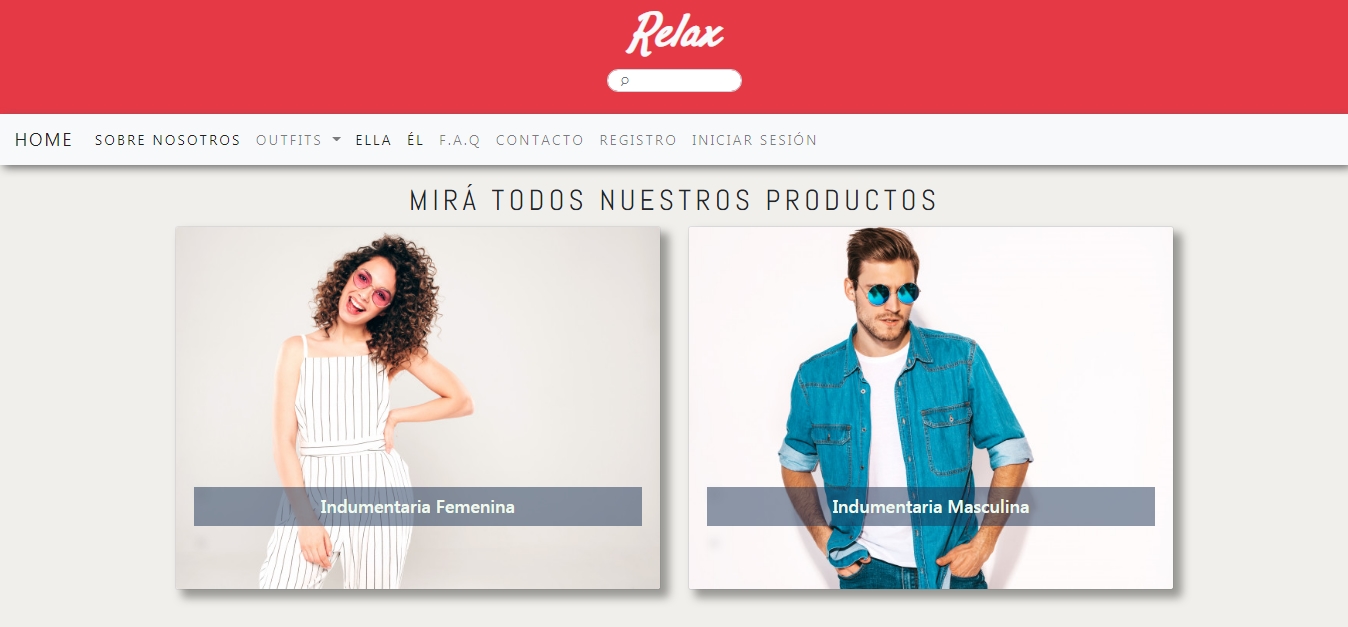 Relax
HOME SOBRE NOSOTROS OUTFITS ELLA ÉL F.A.Q CONTACTO REGISTRO INICIAR SESIÓN
MIRÁ TODOS NUESTROS PRODUCTOS
Indumentaria Femenina
Indumentaria Masculina